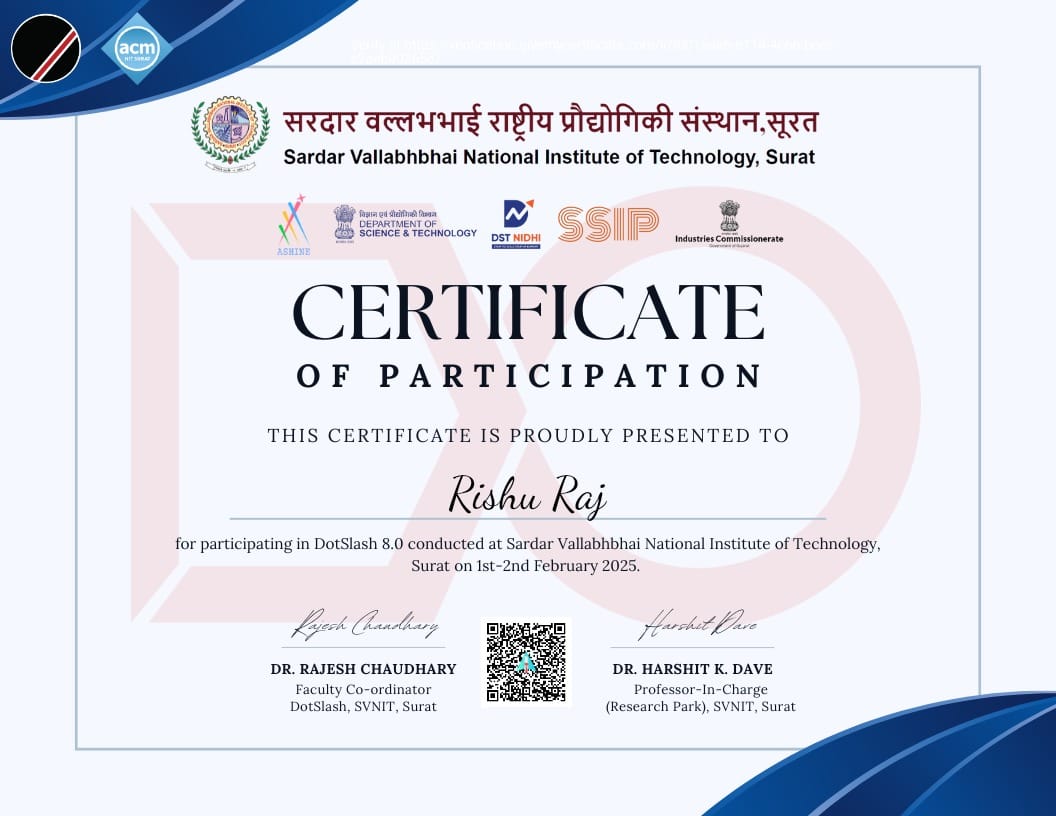 acm
NIT SURAT
सरदार वल्लभभाई राष्ट्रीय प्रौद्योगिकी संस्थान,सूरत
Sardar Vallabhbhai National Institute of Technology, Surat
ASHINE
विज्ञान एवं प्रौद्योगिकी विभाग
DEPARTMENT OF
SCIENCE & TECHNOLOGY
DST NIDHI
SSIP
Industries Commissionerate
Government of Gujarat
CERTIFICATE
OF PARTICIPATION
THIS CERTIFICATE IS PROUDLY PRESENTED TO
Rishu Raj
for participating in DotSlash 8.0 conducted at Sardar Vallabhbhai National Institute of Technology,
Surat on 1st-2nd February 2025.
Rajesh Chaudhary
Harshit Dave
DR. RAJESH CHAUDHARY
Faculty Co-ordinator
DotSlash, SVNIT, Surat
DR. HARSHIT K. DAVE
Professor-In-Charge
(Research Park), SVNIT, Surat